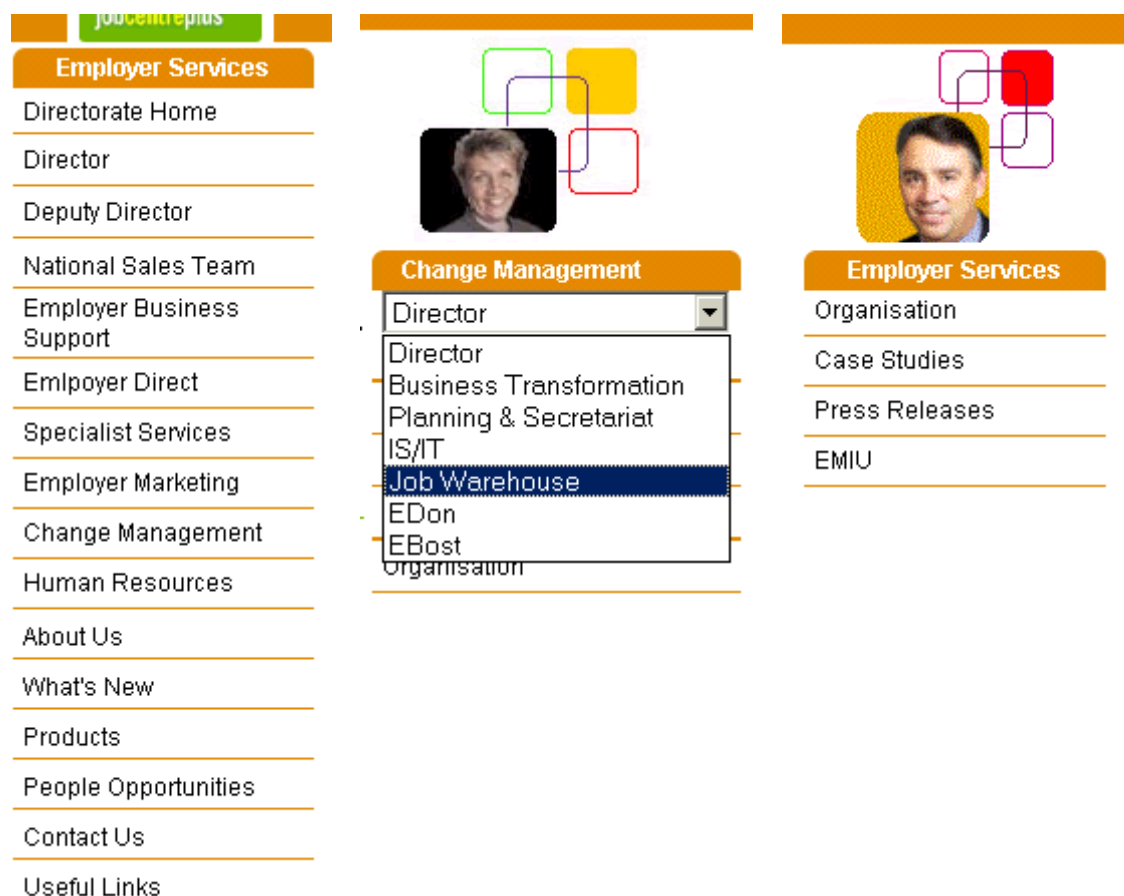 jobcentreplus
Employer Services
Directorate Home
Director
Deputy Director
National Sales Team
Employer Business
Support
Emlpoyer Direct
Specialist Services
Employer Marketing
Change Management
Human Resources
About Us
What's New
Products
People Opportunities
Contact Us
Useful Links
Change Management
Director
Director
Business Transformation
Planning & Secretariat
IS/IT
Job Warehouse
EDon
EBost
Organisation
Employer Services
Organisation
Case Studies
Press Releases
EMIU